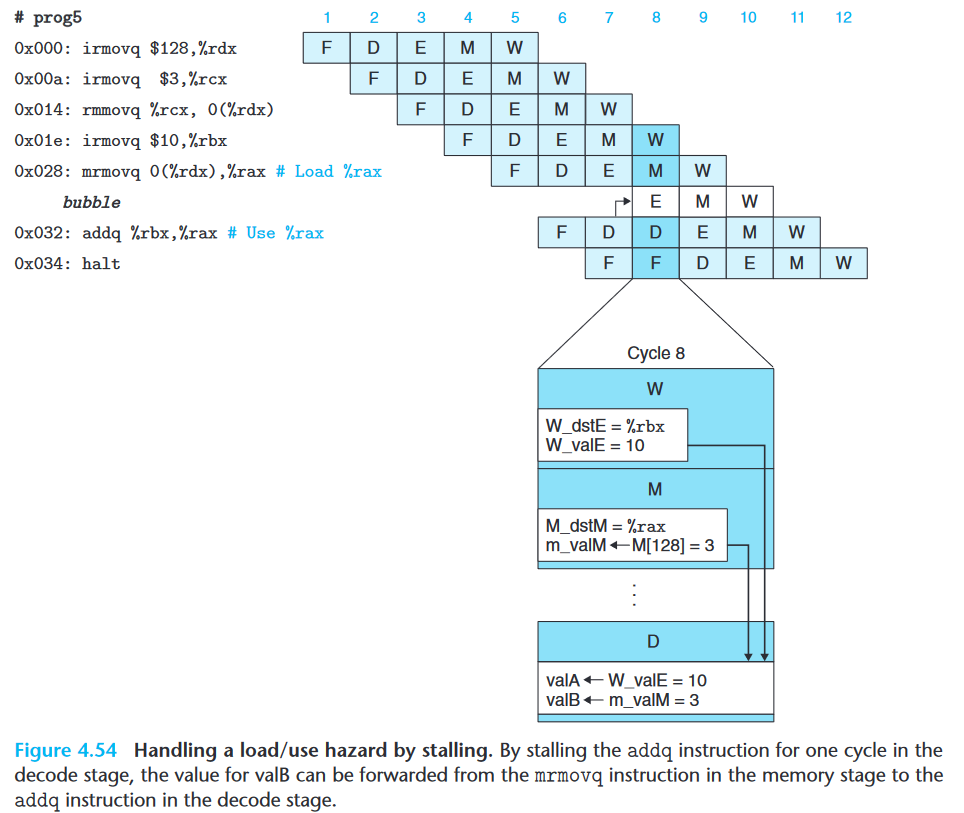 # prog5 1 2 3 4 5 6 7 8 9 10 11 12
0x000: irmovq $128,%rdx F D E M W
0x00a: irmovq $3,%rcx F D E M W
0x014: rmmovq %rcx, 0(%rdx) F D E M W
0x01e: irmovq $10,%rbx F D E M W
0x028: mrmovq 0(%rdx),%rax # Load %rax F D E M W
bubble E M W
0x032: addq %rbx,%rax # Use %rax F D D E M W
0x034: halt F F D E M W
Cycle 8
W
W_dstE = %rbx
W_valE = 10
M
M_dstM = %rax
m_valM ← M[128] = 3
D
valA ← W_valE = 10
valB ← m_valM = 3
Figure 4.54 Handling a load/use hazard by stalling. By stalling the addq instruction for one cycle in the
decode stage, the value for valB can be forwarded from the mrmovq instruction in the memory stage to the
addq instruction in the decode stage.